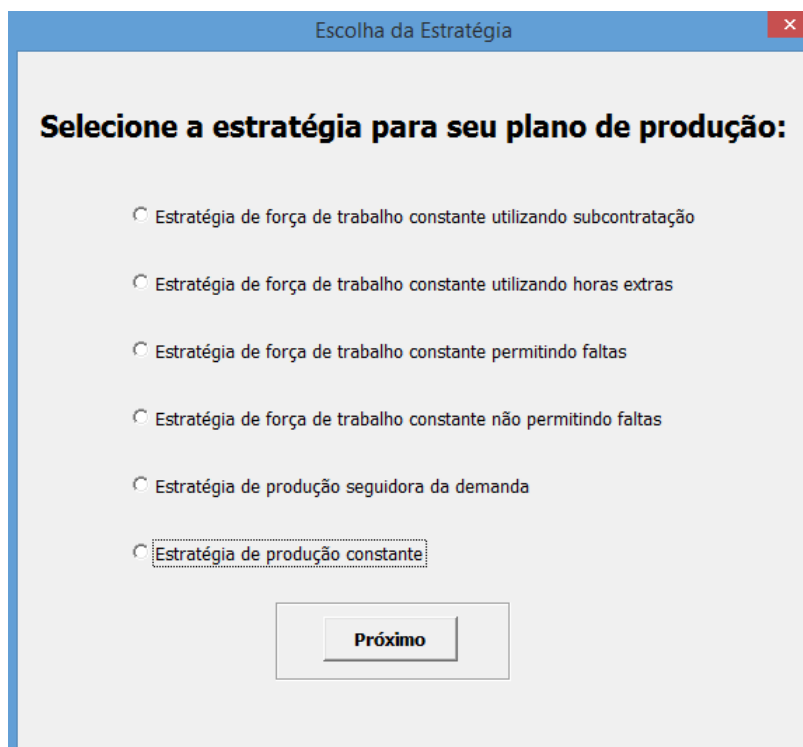 Escolha da Estratégia
Selecione a estratégia para seu plano de produção:
Estratégia de força de trabalho constante utilizando subcontratação
Estratégia de força de trabalho constante utilizando horas extras
Estratégia de força de trabalho constante permitindo faltas
Estratégia de força de trabalho constante não permitindo faltas
Estratégia de produção seguidora da demanda
Estratégia de produção constante
Próximo